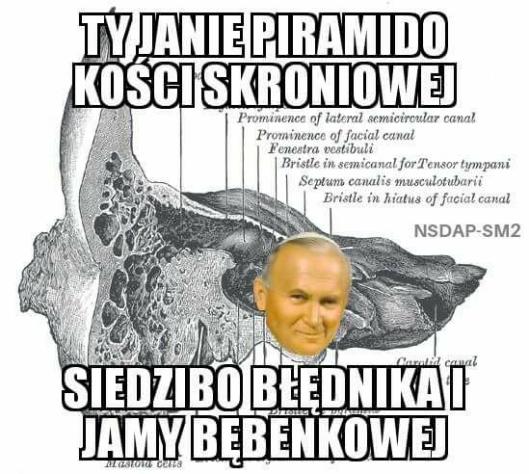 TY JANIE PIRAMIDO
KOŚCI SKRONIOWEJ
Prominence of lateral semicircular canal
Prominence of facial canal
Fenestra vestibuli
Bristle in semicanal for Tensor tympani
Septum canalis musculotubarii
Bristle in hiatus of facial canal
NSDAP-SM2
Carotid canal
SIEDZIBO BŁĘDNIKA I
JAMY BĘBENKOWEJ
Mastoid cells